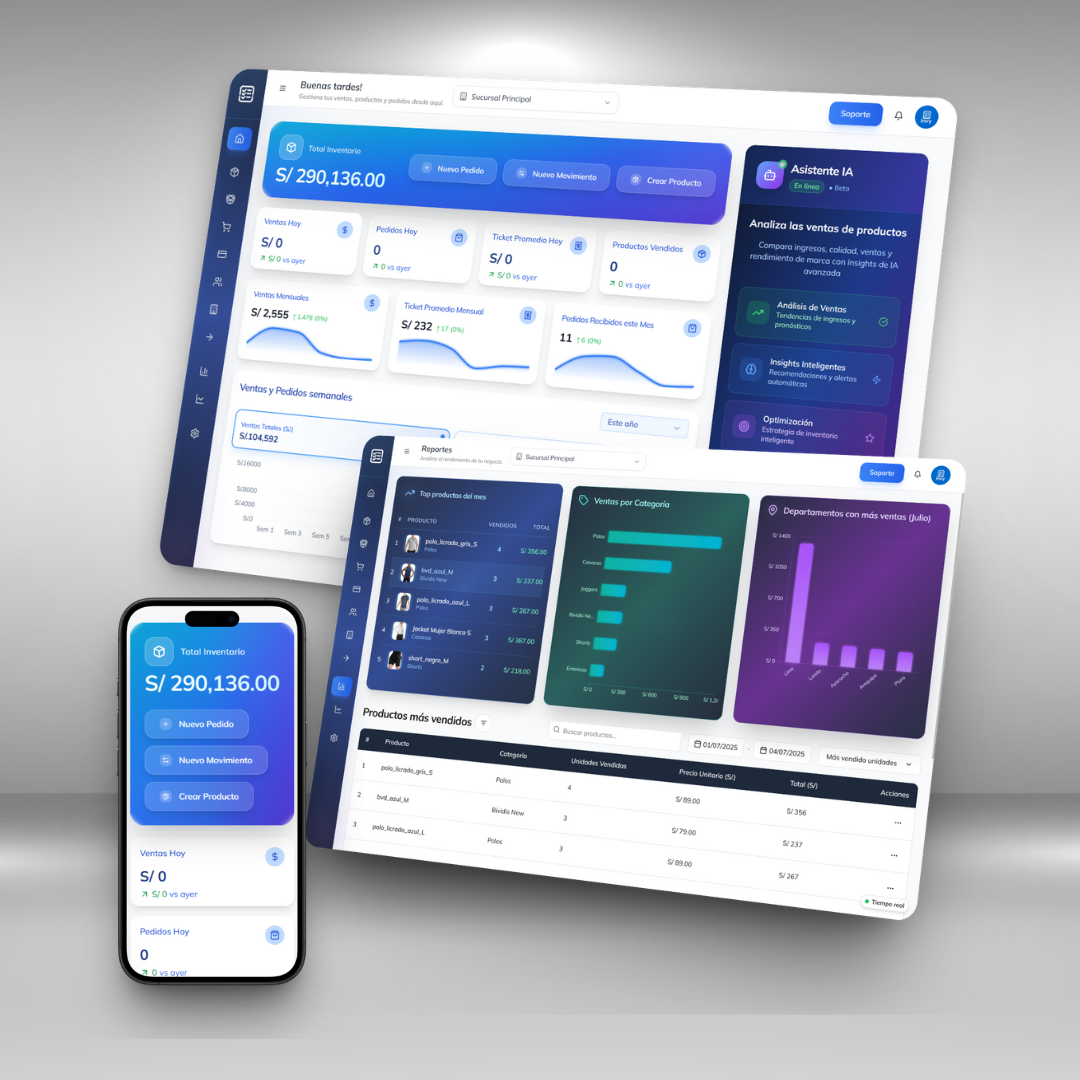 Buenas tardes!
Gestiona tus ventas, productos y pedidos desde aquí.
Sucursal Principal
Soporte
Total Inventario
S/ 290,136.00
Nuevo Pedido
Nuevo Movimiento
Crear Producto
Ventas Hoy
S/ 0
S/ 0 vs ayer
Pedidos Hoy
0
0 vs ayer
Ticket Promedio Hoy
S/ 0
S/ 0 vs ayer
Productos Vendidos
0
0 vs ayer
Ventas Mensuales
S/ 2,555 ↑1,478 (0%)
Ticket Promedio Mensual
S/ 232 ↑17 (0%)
Pedidos Recibidos este Mes
11 ↑6 (0%)
Ventas y Pedidos semanales
Este año
Ventas Totales (S/)
S/.104,592
S/.16000
S/.8000
S/.4000
S/.0
Sem 1 Sem 3 Sem 5 Sem
Asistente IA
En línea • Beta
Analiza las ventas de productos
Compara ingresos, calidad, ventas y
rendimiento de marca con insights de IA
avanzada
Análisis de Ventas
Tendencias de ingresos y
pronósticos
Insights Inteligentes
Recomendaciones y alertas
automáticas
Optimización
Estrategia de inventario
inteligente
Reportes
Analiza el rendimiento de tu negocio
Sucursal Principal
Soporte
Top productos del mes
# PRODUCTO VENDIDOS TOTAL
1 polo_licrado_gris_S 4 S/ 356.00
Polos
2 bvd_azul_M 3 S/ 237.00
Bividis New
3 polo_licrado_azul_L 3 S/ 267.00
Polos
4 Jacket Mujer Blanco S 3 S/ 387.00
Casacas
5 short_negro_M 2 S/ 218.00
Shorts
Ventas por Categoría
Polos
Casacas
Joggers
Bividis Ne...
Shorts
Enterizos
S/ 0 S/ 300 S/ 600 S/ 900 S/ 1,2
Departamentos con más ventas (Julio)
S/ 1400
S/ 1050
S/ 700
S/ 350
S/ 0
Lima Loreto Ayacucho Arequipa Piura
Productos más vendidos
Buscar productos...
01/07/2025 - 04/07/2025
Más vendido unidades
# Producto Categoría Unidades Vendidas Precio Unitario (S/) Total (S/) Acciones
1 polo_licrado_gris_S Polos 4 S/ 89.00 S/ 356 ...
2 bvd_azul_M Bividis New 3 S/ 79.00 S/ 237 ...
3 polo_licrado_azul_L Polos 3 S/ 89.00 S/ 267 ...
Tiempo real
Total Inventario
S/ 290,136.00
Nuevo Pedido
Nuevo Movimiento
Crear Producto
Ventas Hoy
S/ 0
S/ 0 vs ayer
Pedidos Hoy
0
0 vs ayer